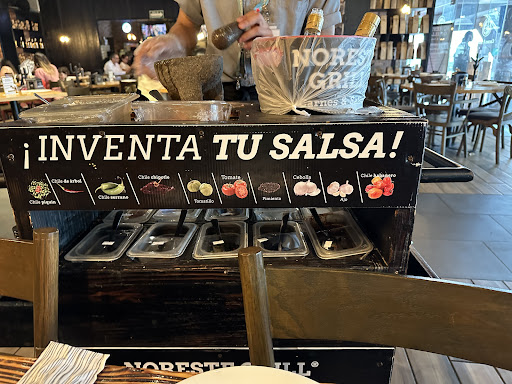 NORESTE
GRILL
¡INVENTA TU SALSA!
Chile piquín
Chile de árbol
Chile serrano
Chile chipotle
Tomatillo
Tomate
Pimienta
Cebolla
Ajo
Chile habanero
NORESTE GRILL®